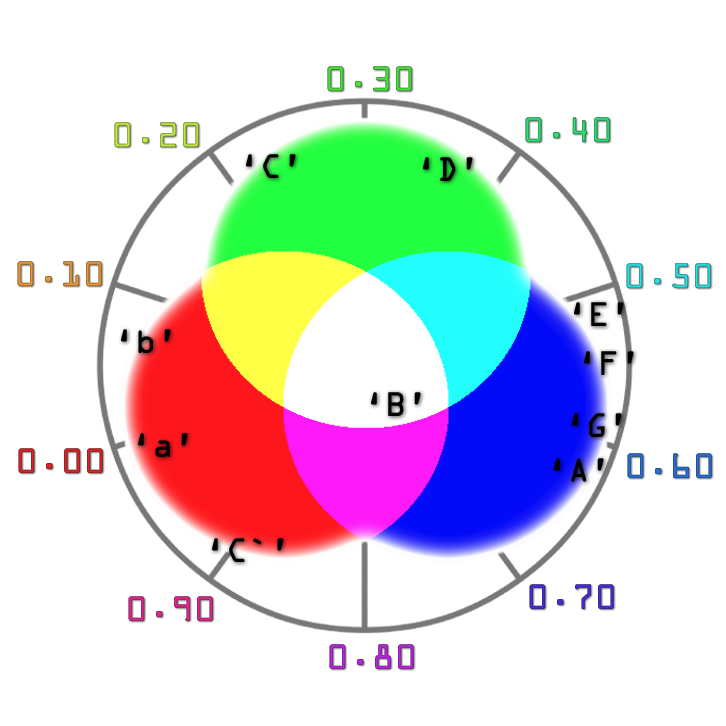 0.30
0.20
0.40
‘C’
‘D’
0.10
0.50
‘E’
‘b’
‘F’
‘B’
‘G’
‘a’
0.00
‘A’
0.60
‘C`’
0.90
0.70
0.80